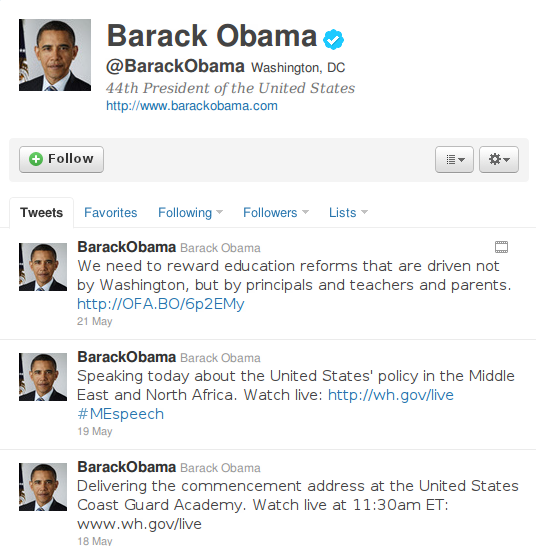 Barack Obama
@BarackObama Washington, DC
44th President of the United States
http://www.barackobama.com
Follow
Tweets Favorites Following Followers Lists
BarackObama Barack Obama
We need to reward education reforms that are driven not
by Washington, but by principals and teachers and parents.
http://OFA.BO/6p2EMy
21 May
BarackObama Barack Obama
Speaking today about the United States' policy in the Middle
East and North Africa. Watch live: http://wh.gov/live
#MEspeech
19 May
BarackObama Barack Obama
Delivering the commencement address at the United States
Coast Guard Academy. Watch live at 11:30am ET:
www.wh.gov/live
18 May